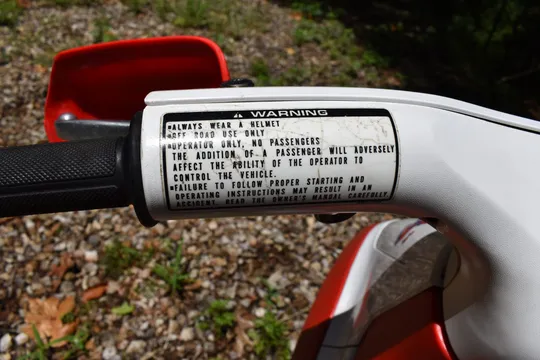 ⚠ WARNING
•ALWAYS WEAR A HELMET
•OFF ROAD USE ONLY
•OPERATOR ONLY, NO PASSENGERS
THE ADDITION OF A PASSENGER WILL ADVERSELY
AFFECT THE ABILITY OF THE OPERATOR TO
CONTROL THE VEHICLE.
•FAILURE TO FOLLOW PROPER STARTING AND
OPERATING INSTRUCTIONS MAY RESULT IN AN
ACCIDENT. READ THE OWNER'S MANUAL CAREFULLY